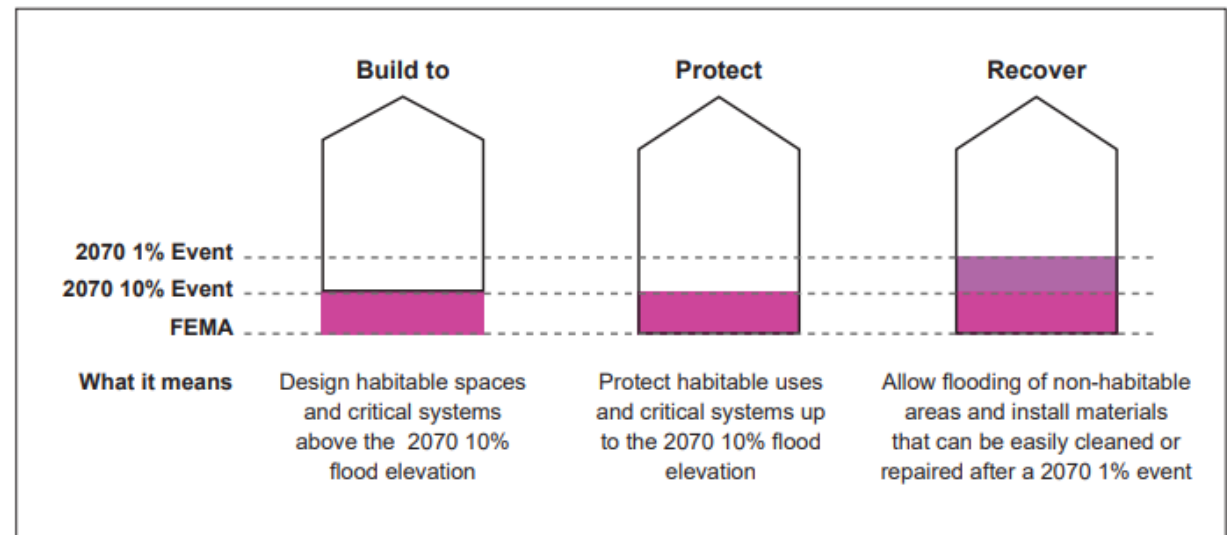 Build to
Protect
Recover
2070 1% Event
2070 10% Event
FEMA
What it means
Design habitable spaces
and critical systems
above the 2070 10%
flood elevation
Protect habitable uses
and critical systems up
to the 2070 10% flood
elevation
Allow flooding of non-habitable
areas and install materials
that can be easily cleaned or
repaired after a 2070 1% event